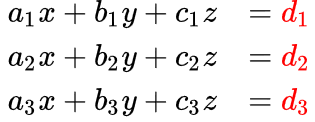 a₁x + b₁y + c₁z = d₁
a₂x + b₂y + c₂z = d₂
a₃x + b₃y + c₃z = d₃